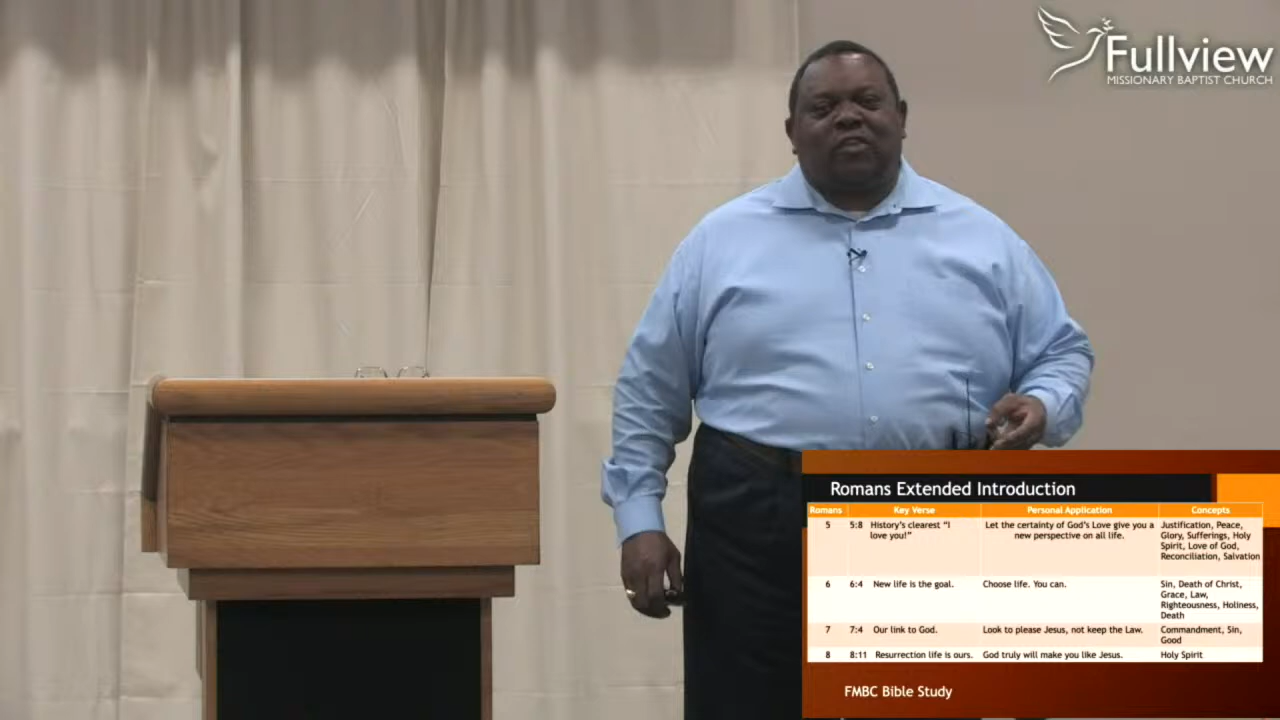 Fullview
MISSIONARY BAPTIST CHURCH
Romans Extended Introduction
Romans Key Verse Personal Application Concepts
5 5:8 History's clearest "I love you!" Let the certainty of God's Love give you a new perspective on all life. Justification, Peace, Glory, Sufferings, Holy Spirit, Love of God, Reconciliation, Salvation
6 6:4 New life is the goal. Choose life. You can. Sin, Death of Christ, Grace, Law, Righteousness, Holiness, Death
7 7:4 Our link to God. Look to please Jesus, not keep the Law. Commandment, Sin, Good
8 8:11 Resurrection life is ours. God truly will make you like Jesus. Holy Spirit
FMBC Bible Study